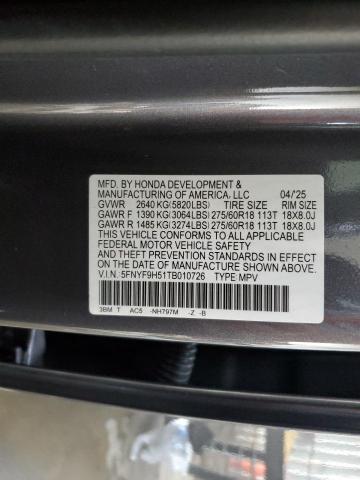 MFD. BY HONDA DEVELOPMENT &
MANUFACTURING OF AMERICA, LLC 04/'25
GVWR 2640 KG(5820LBS) TIRE SIZE RIM SIZE
GAWR F 1390 KG(3064LBS) 275/60R18 113T 18X8.0J
GAWR R 1485 KG(3274LBS) 275/60R18 113T 18X8.0J
THIS VEHICLE CONFORMS TO ALL APPLICABLE
FEDERAL MOTOR VEHICLE SAFETY
AND THEFT PREVENTION STANDARDS IN EFFECT
ON THE DATE OF MANUFACTURE SHOWN ABOVE.
V.I.N. 5FNYF9H51TB010726 TYPE MPV
3BM T AC5 -NH797M -Z -B